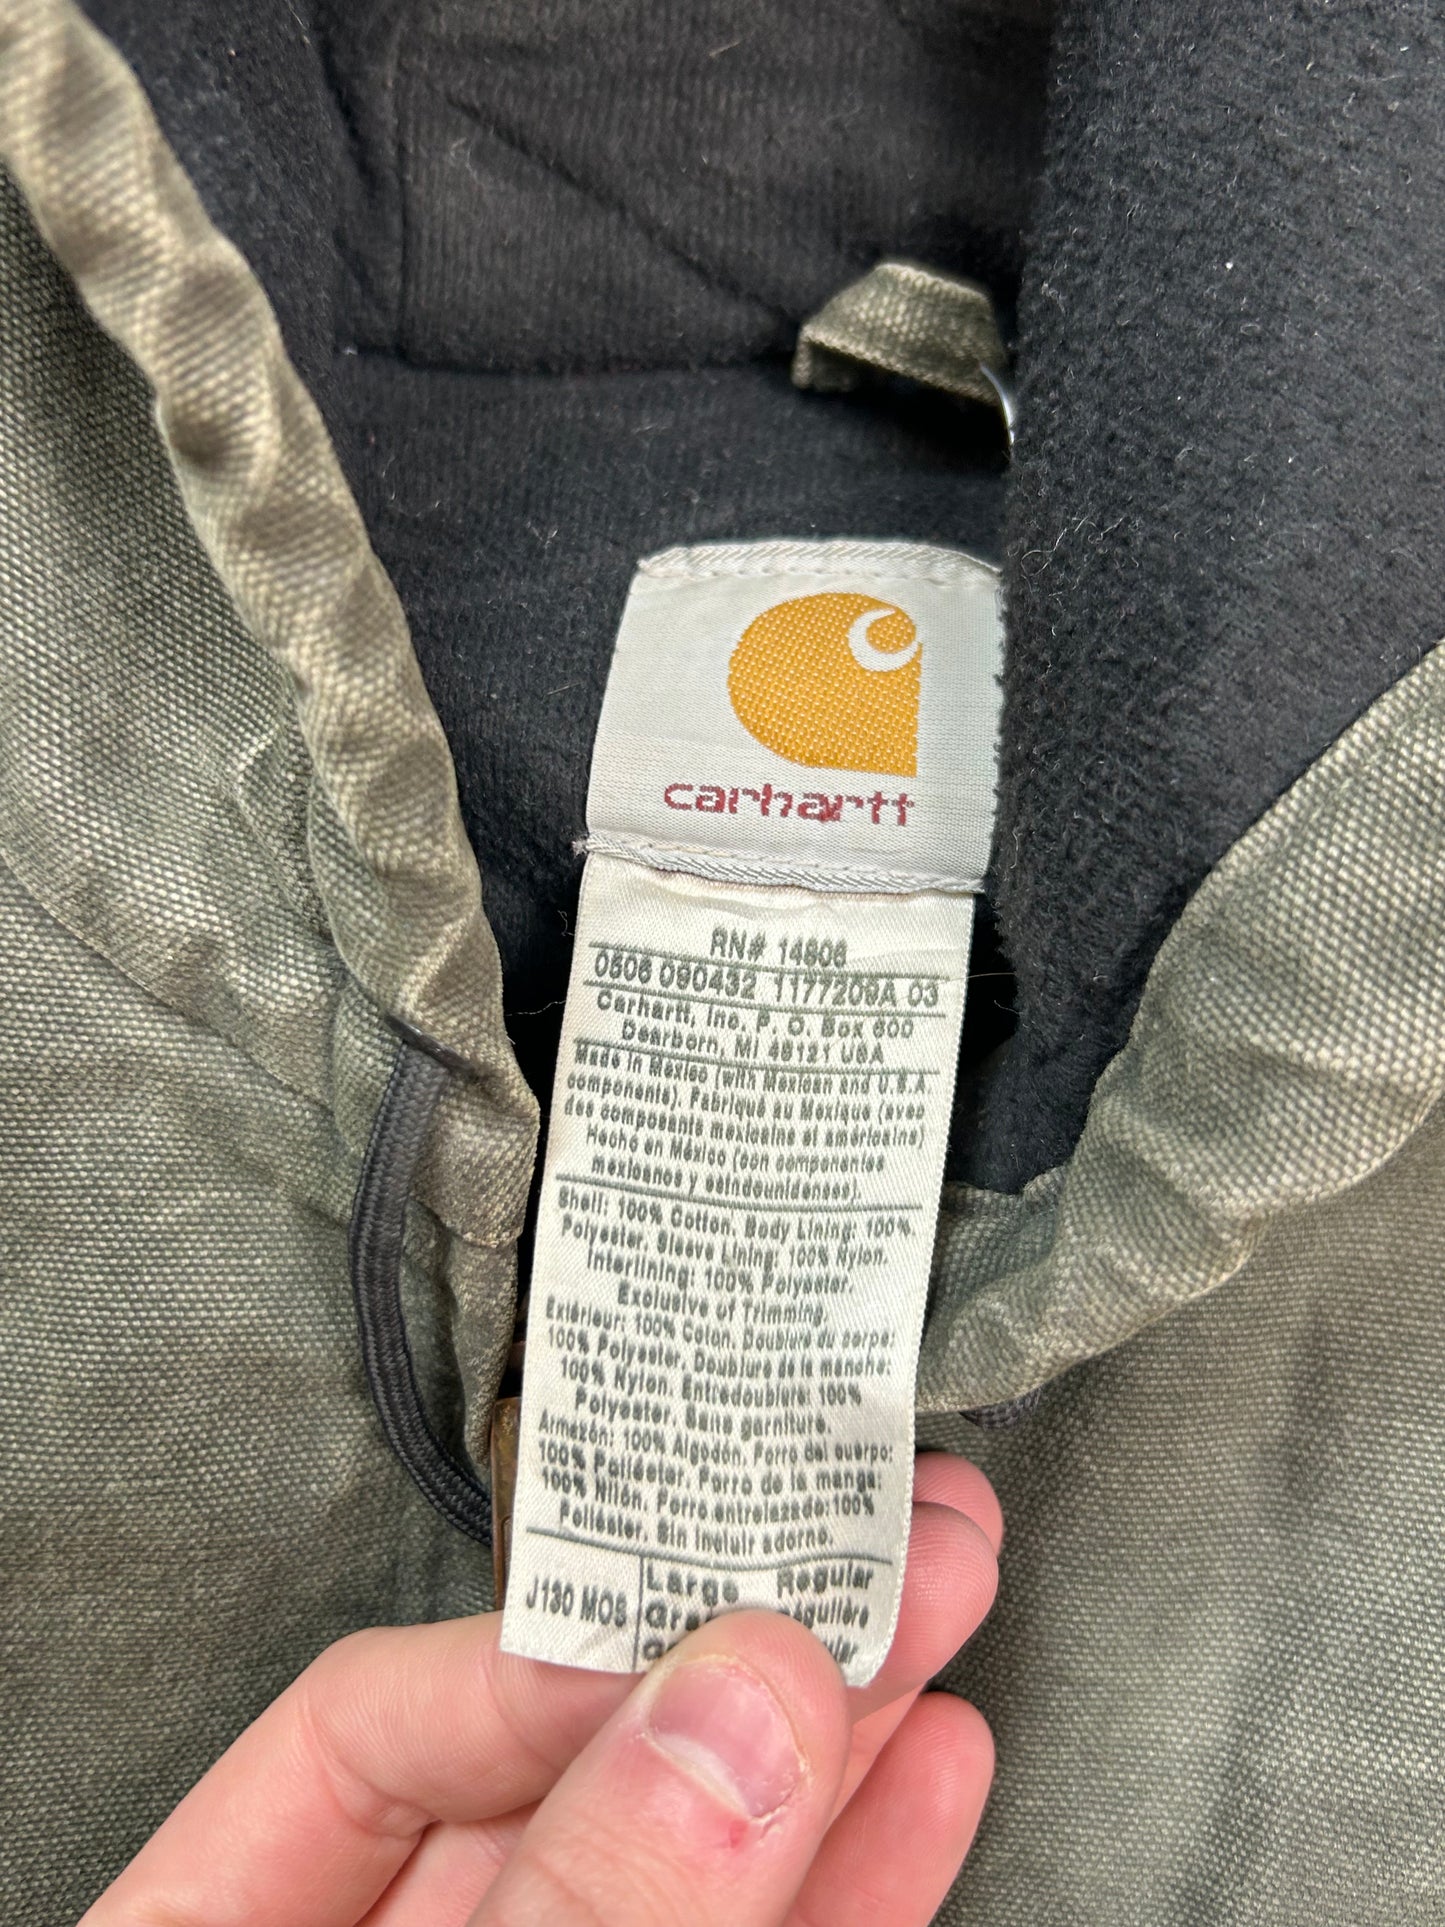 carhartt
RN# 14806
0506 090432 1177209A 03
Carhartt, Inc. P. O. Box 600
Dearborn, MI 48121 USA
Made in Mexico (with Mexican and U.S.A.
components). Fabriqué au Mexique (avec
des composants mexicains et américains)
Hecho en México (con componentes
mexicanos y estadounidenses).
Shell: 100% Cotton. Body Lining: 100%
Polyester. Sleeve Lining: 100% Nylon.
Interlining: 100% Polyester.
Exclusive of Trimming.
Extérieur: 100% Coton. Doublure du corps:
100% Polyester. Doublure de la manche:
100% Nylon. Entredoublure: 100%
Polyester. Sans garniture.
Armazón: 100% Algodón. Forro del cuerpo:
100% Poliéster. Forro de la manga:
100% Nilon. Forro entrelazado: 100%
Poliéster. Sin incluir adorno.
J130 MOS
Large Regular